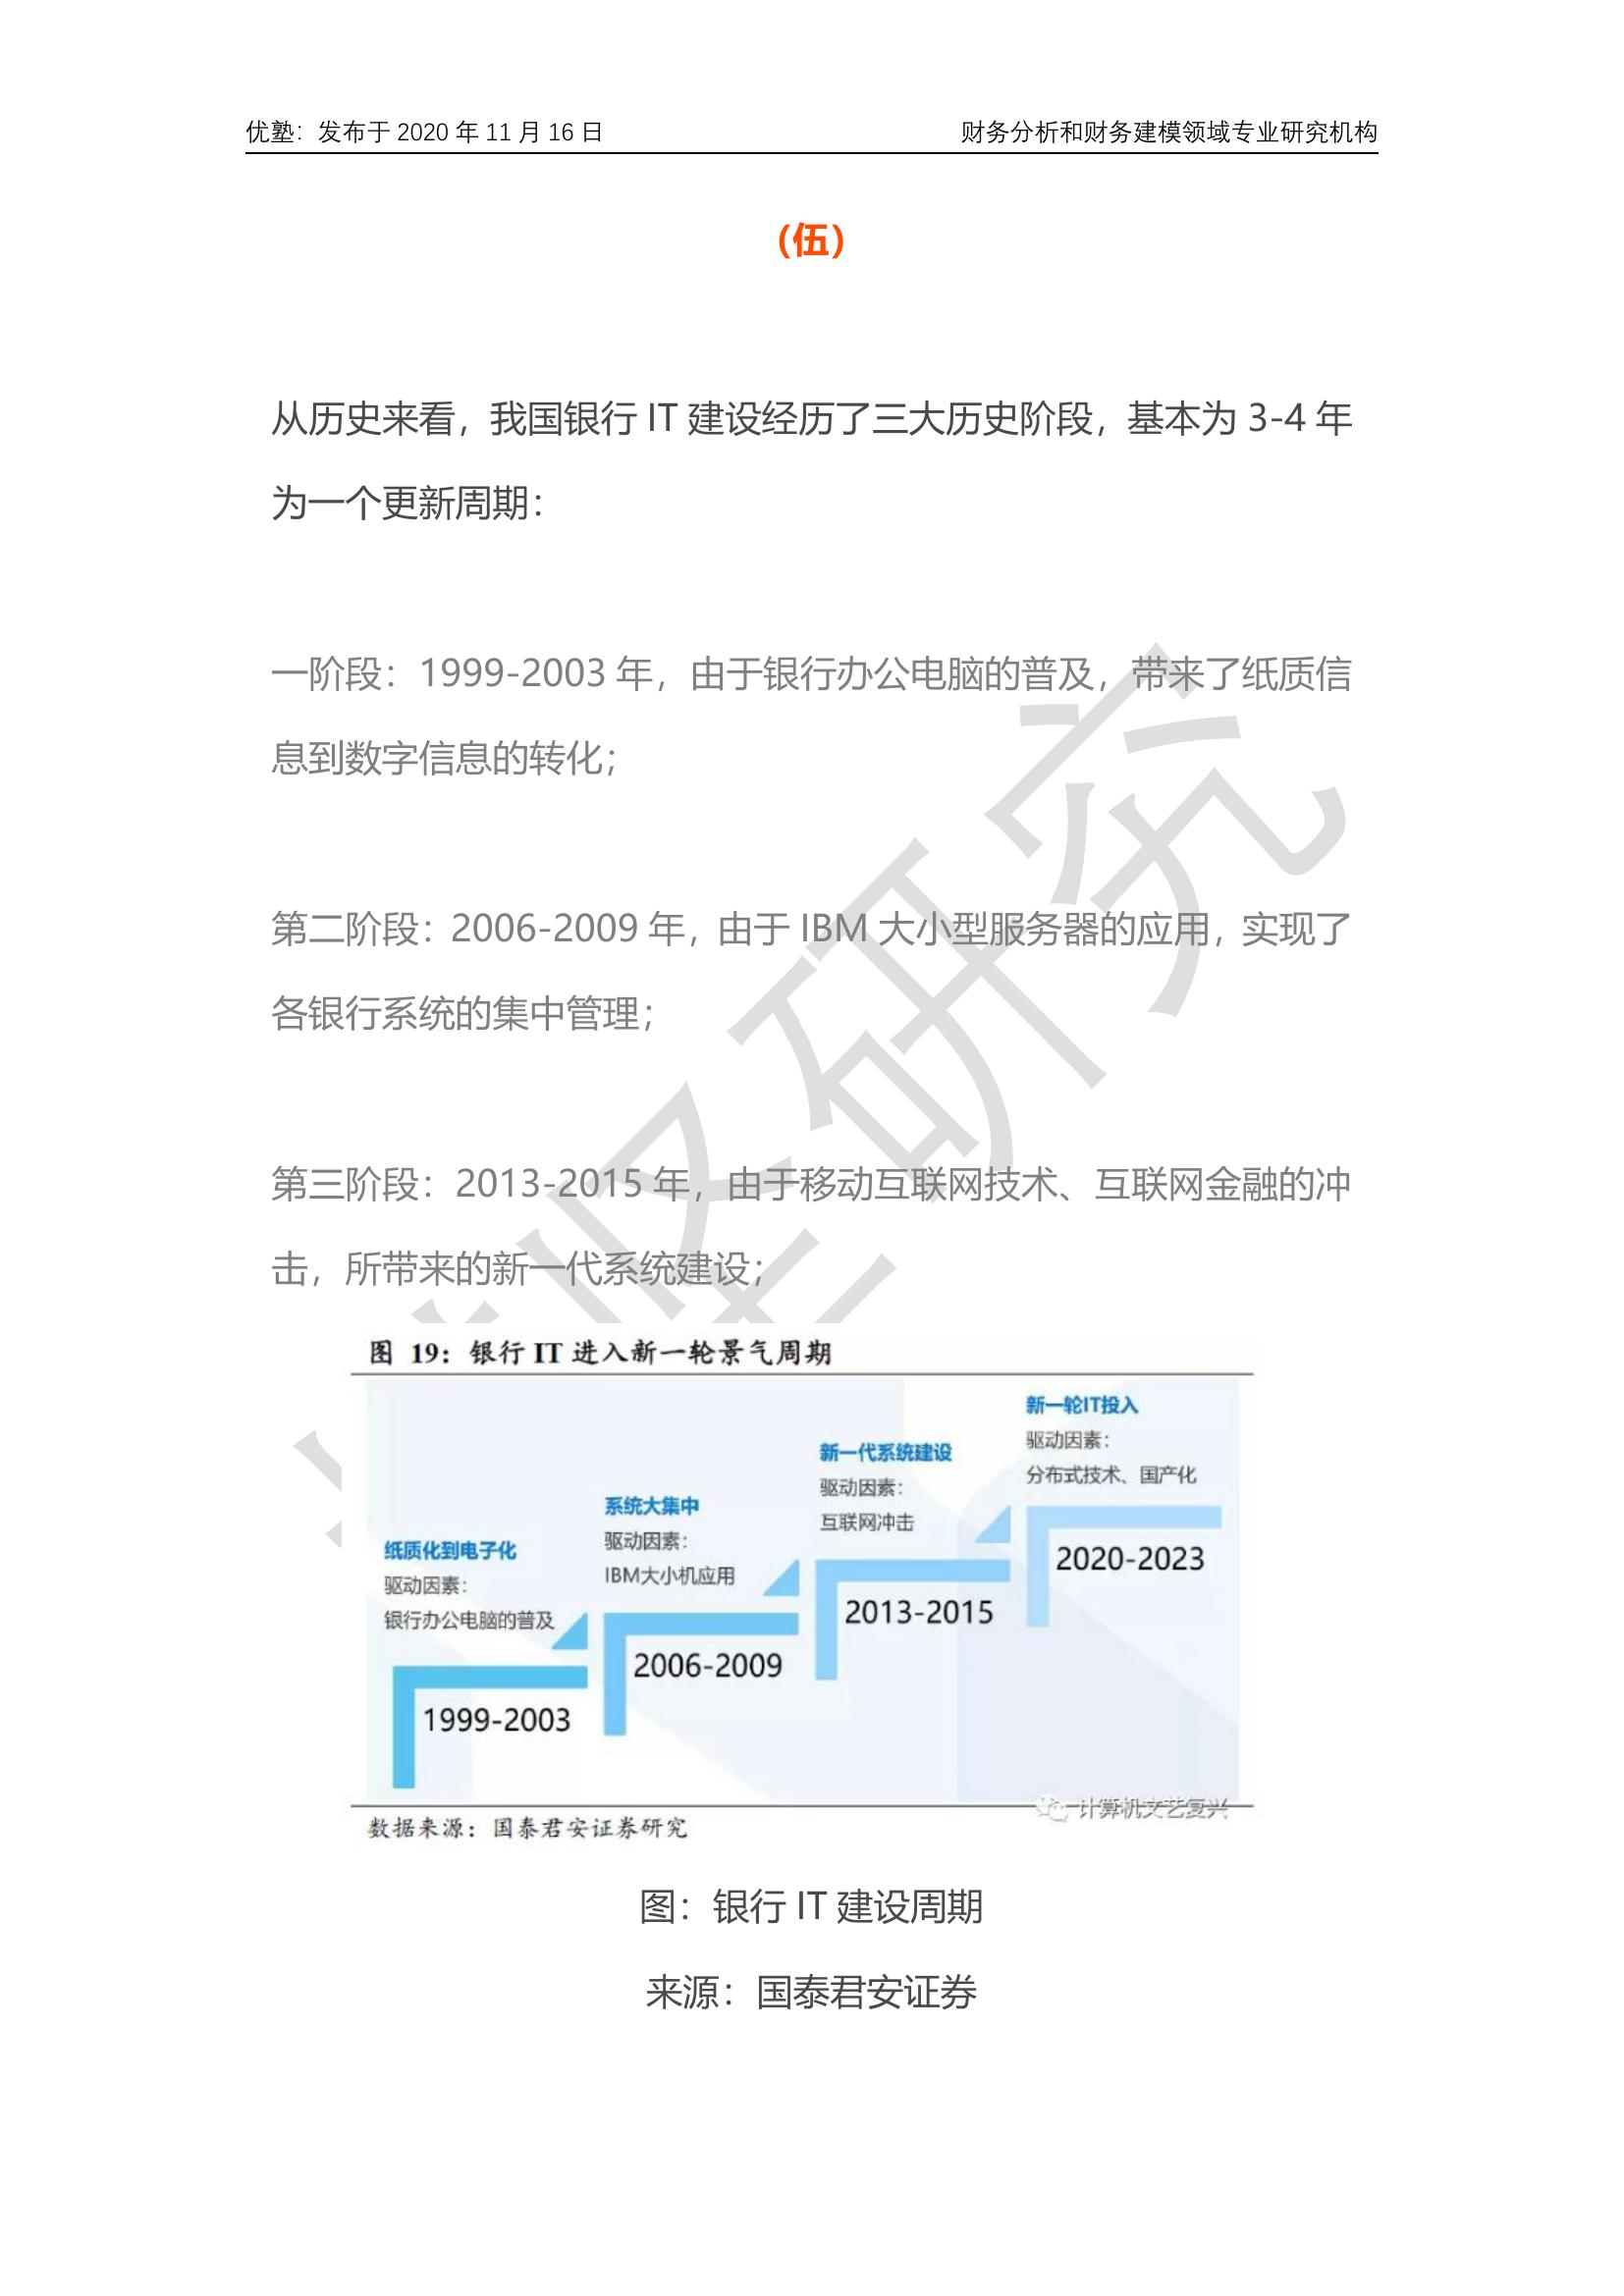 优塾：发布于 2020 年 11 月 16 日
财务分析和财务建模领域专业研究机构
(伍)
从历史来看，我国银行 IT 建设经历了三大历史阶段，基本为 3-4 年
为一个更新周期：
一阶段：1999-2003 年，由于银行办公电脑的普及，带来了纸质信
息到数字信息的转化；
第二阶段：2006-2009 年，由于 IBM 大小型服务器的应用，实现了
各银行系统的集中管理；
第三阶段：2013-2015 年，由于移动互联网技术、互联网金融的冲
击，所带来的新一代系统建设；
图 19：银行 IT 进入新一轮景气周期
纸质化到电子化
驱动因素：
银行办公电脑的普及
1999-2003
系统大集中
驱动因素：
IBM大小机应用
2006-2009
新一代系统建设
驱动因素：
互联网冲击
2013-2015
新一轮IT投入
驱动因素：
分布式技术、国产化
2020-2023
计算机文艺复兴
数据来源：国泰君安证券研究
图：银行 IT 建设周期
来源：国泰君安证券
研究